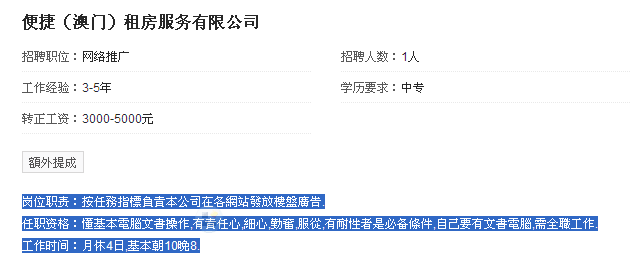 便捷（澳门）租房服务有限公司
招聘职位：网络推广
招聘人数：1人
工作经验：3-5年
学历要求：中专
转正工资：3000-5000元
額外提成
岗位职责：按任務指標負責本公司在各網站發放樓盤廣告.
任职资格：懂基本電腦文書操作,有責任心,細心,勤奮,服從,有耐性者是必備條件,自己要有文書電腦,需全職工作.
工作时间：月休4日,基本朝10晚8.